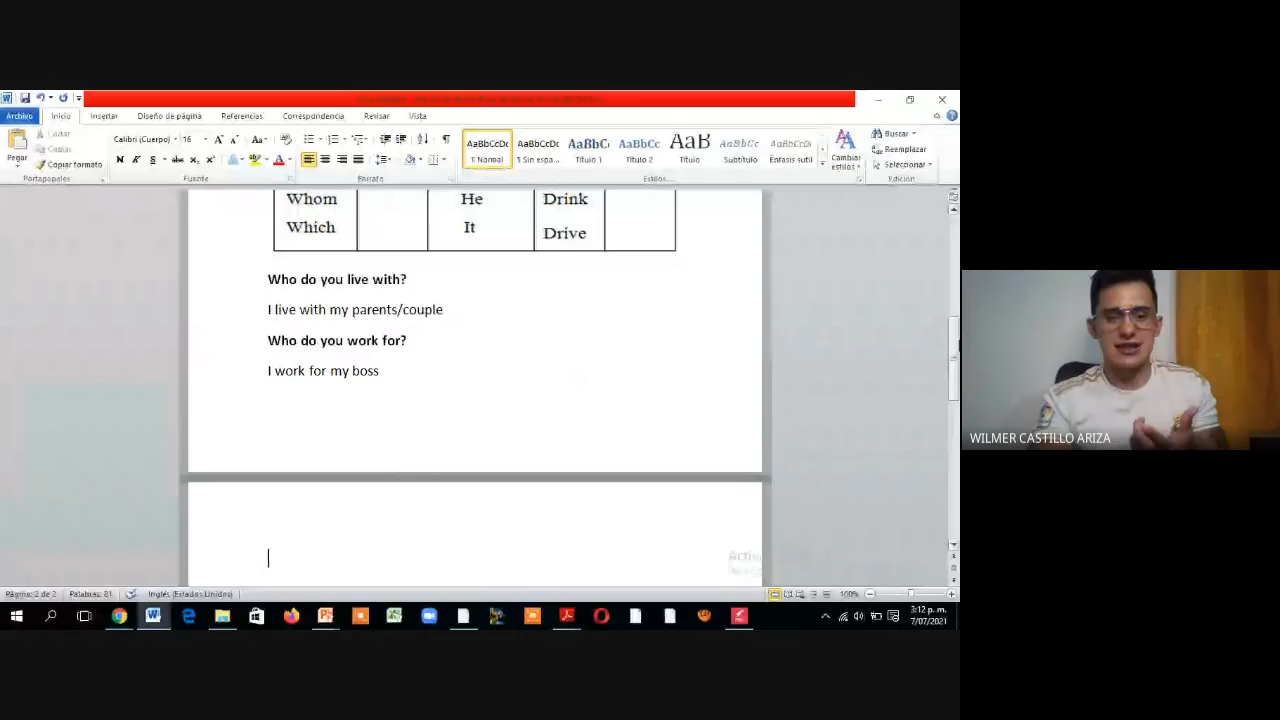 Archivo Inicio Insertar Diseño de página Referencias Correspondencia Revisar Vista
Pegar
Cortar
Copiar
Copiar formato
Portapapeles
Calibri (Cuerpo) 16
Fuente
Párrafo
AaBbCcDc AaBbCcDc AaBbC AaBbCc AaB AaBbCc AaBbCcDc
1 Normal 1 Sin espa... Título 1 Título 2 Título Subtítulo Énfasis sutil
Estilos
Cambiar estilos
Buscar
Reemplazar
Seleccionar
Edición
Whom He Drink
Which It Drive
Who do you live with?
I live with my parents/couple
Who do you work for?
I work for my boss
WILMER CASTILLO ARIZA
Página: 2 de 2 Palabras: 81 Inglés (Estados Unidos) 100%
3:12 p. m.
7/07/2021